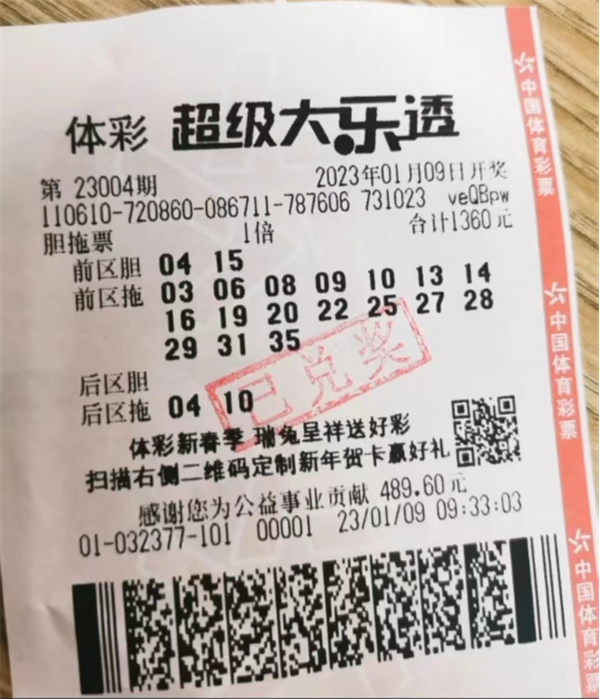 体彩 超级大乐透
第 23004期 2023年01月09日开奖
110610-720860-086711-787606 731023 veQBpw
胆拖票 1倍 合计1360元
前区胆 04 15
前区拖 03 06 08 09 10 13 14
16 19 20 22 25 27 28
29 31 35
后区胆
后区拖 04 10
已兑奖
体彩新春季 瑞兔呈祥送好彩
扫描右侧二维码定制新年贺卡赢好礼
感谢您为公益事业贡献 489.60元
01-032377-101 00001 23/01/09 09:33:03
中国体育彩票
中国体育彩票
中国体育彩票